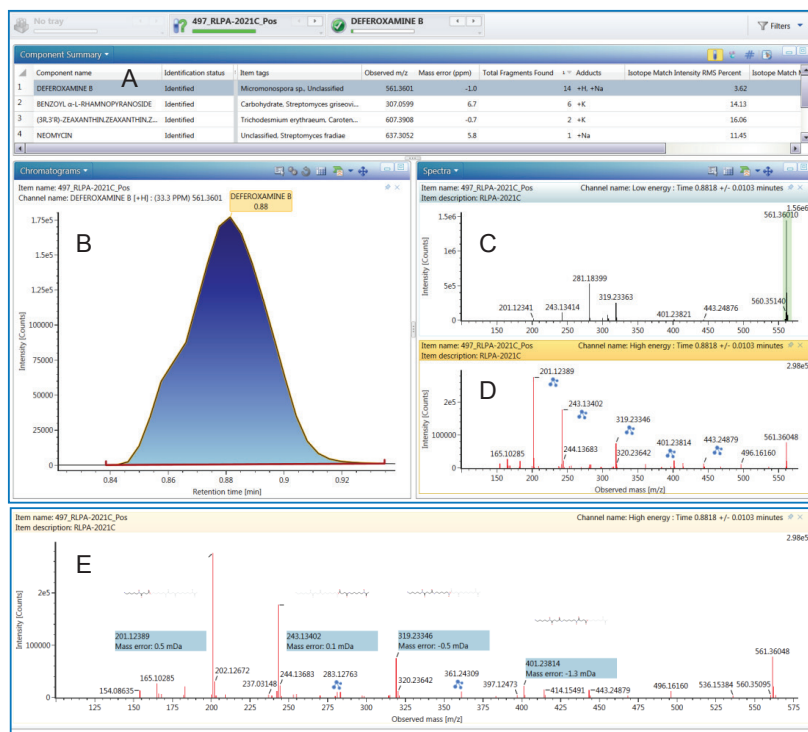 No tray
497_RLPA-2021C_Pos
DEFEROXAMINE B
Filters
Component Summary
A
Component name Identification status Item tags Observed m/z Mass error (ppm) Total Fragments Found Adducts Isotope Match Intensity RMS Percent Isotope Match
1 DEFEROXAMINE B Identified Micromonospora sp., Unclassified 561.3601 -1.0 14 +H, +Na 3.62
2 BENZOYL α-L-RHAMNOPYRANOSIDE Identified Carbohydrate, Streptomyces griseovi... 307.0599 6.7 6 +K 14.13
3 (3R,3'R)-ZEAXANTHIN,ZEAXANTHIN,Z... Identified Trichodesmium erythraeum, Caroten... 607.3908 -0.7 2 +K 16.06
4 NEOMYCIN Identified Unclassified, Streptomyces fradiae 637.3052 5.8 1 +Na 11.45
Chromatograms
Item name: 497_RLPA-2021C_Pos
Channel name: DEFEROXAMINE B [+H] : (33.3 PPM) 561.3601
DEFEROXAMINE B
0.88
B
Intensity [Counts]
1.75e5
1.5e5
1.25e5
100000
75000
50000
25000
0
0.84 0.86 0.88 0.9 0.92
Retention time [min]
Spectra
Item name: 497_RLPA-2021C_Pos Channel name: Low energy : Time 0.8818 +/- 0.0103 minutes
Item description: RLPA-2021C
1.56e6
C
Intensity [Counts]
1.5e6
1e6
5e5
0
561.36010
281.18399
319.23363
243.13414
201.12341
401.23821
443.24876
560.35140
150 200 250 300 350 400 450 500 550
Item name: 497_RLPA-2021C_Pos Channel name: High energy : Time 0.8818 +/- 0.0103 minutes
Item description: RLPA-2021C
2.98e5
D
Intensity [Counts]
2e5
100000
0
201.12389
243.13402
319.23346
401.23814
443.24879
561.36048
165.10285
244.13683
320.23642
496.16160
150 200 250 300 350 400 450 500 550
Observed mass [m/z]
Item name: 497_RLPA-2021C_Pos Channel name: High energy : Time 0.8818 +/- 0.0103 minutes
Item description: RLPA-2021C
2.98e5
E
Intensity [Counts]
2e5
100000
0
201.12389
Mass error: 0.5 mDa
243.13402
Mass error: 0.1 mDa
319.23346
Mass error: -0.5 mDa
401.23814
Mass error: -1.3 mDa
561.36048
154.08635
165.10285
202.12672
237.03148
244.13683
283.12763
320.23642
361.24309
397.12473
414.15491
443.24879
496.16160
536.15384
560.35095
125 150 175 200 225 250 275 300 325 350 375 400 425 450 475 500 525 550 575
Observed mass [m/z]